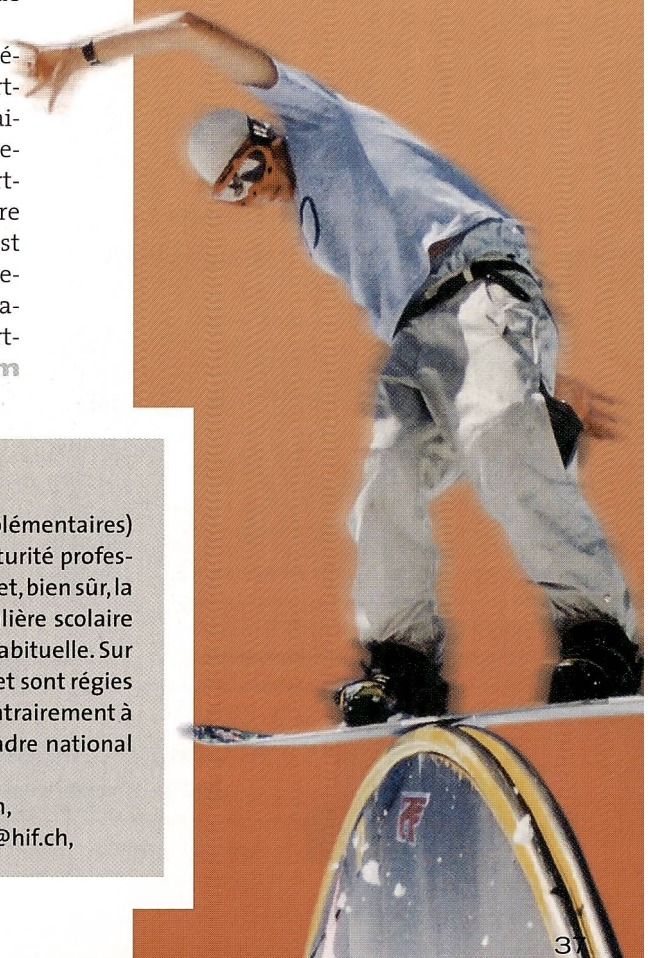 é-
rt-
ai-
e-
rt-
re
st
e-
a-
rt-
m
plémentaires)
turité profes-
et, bien sûr, la
lière scolaire
abituelle. Sur
et sont régies
ntrairement à
adre national
n,
@hif.ch,
37